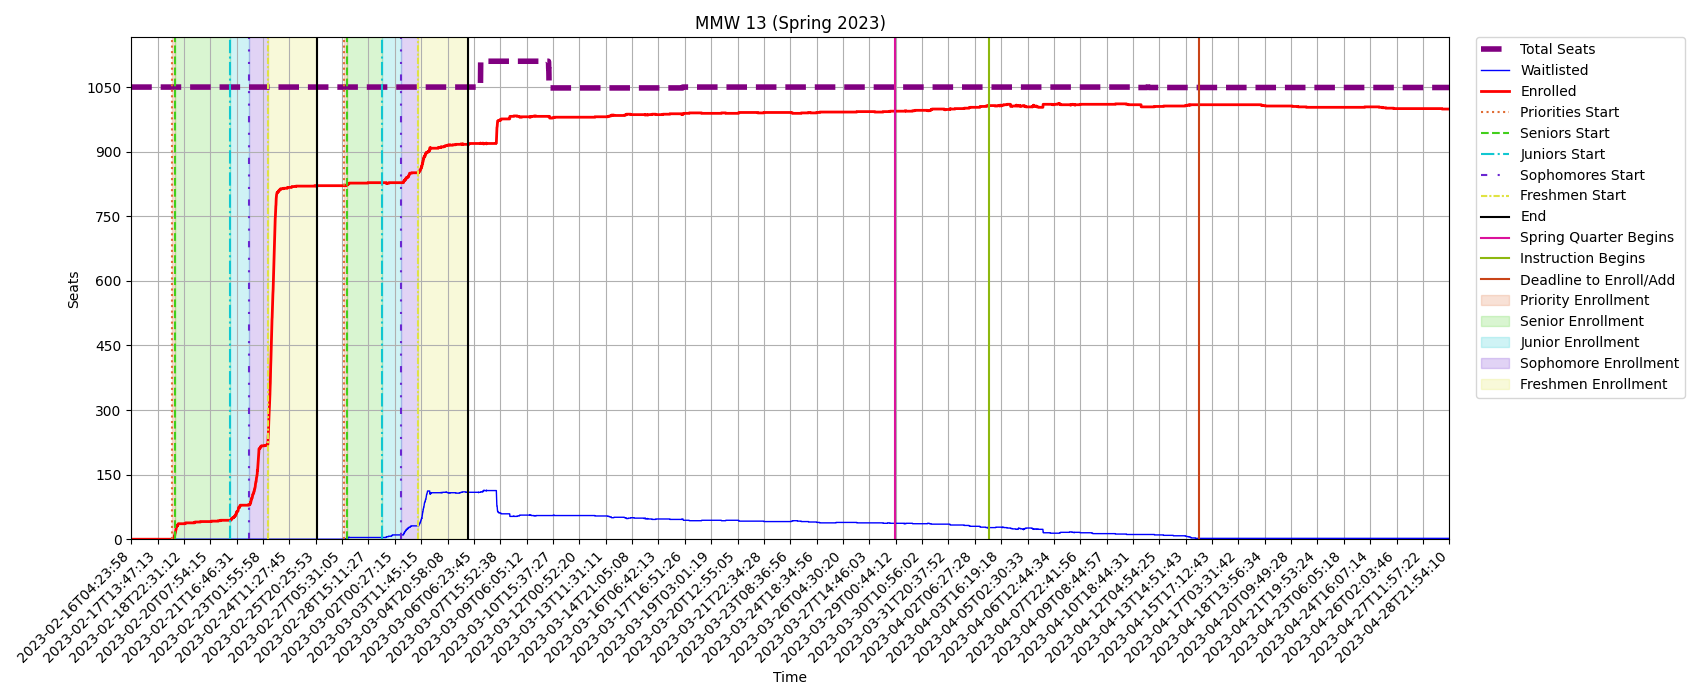 MMW 13 (Spring 2023)
Seats
1050
900
750
600
450
300
150
0
2023-02-16T04:23:58
2023-02-17T13:47:13
2023-02-18T22:31:12
2023-02-20T07:54:15
2023-02-21T16:46:31
2023-02-23T01:55:58
2023-02-24T11:27:45
2023-02-25T20:25:53
2023-02-27T05:31:05
2023-02-28T15:11:27
2023-03-02T00:27:15
2023-03-03T11:45:15
2023-03-04T20:58:08
2023-03-06T06:23:45
2023-03-07T15:52:38
2023-03-09T06:05:12
2023-03-10T15:37:27
2023-03-12T00:52:20
2023-03-13T11:31:11
2023-03-14T21:05:08
2023-03-16T06:42:13
2023-03-17T16:51:26
2023-03-19T03:01:19
2023-03-20T12:55:05
2023-03-21T22:34:28
2023-03-23T08:36:56
2023-03-24T18:34:56
2023-03-26T04:30:20
2023-03-27T14:46:03
2023-03-29T00:44:12
2023-03-30T10:56:02
2023-03-31T20:37:52
2023-04-02T06:27:28
2023-04-03T16:19:18
2023-04-05T02:30:33
2023-04-06T12:44:34
2023-04-07T22:41:56
2023-04-09T08:44:57
2023-04-10T18:44:31
2023-04-12T04:54:25
2023-04-13T14:51:43
2023-04-15T17:12:43
2023-04-17T03:31:42
2023-04-18T13:56:34
2023-04-20T09:49:28
2023-04-21T19:53:24
2023-04-23T06:05:18
2023-04-24T16:07:14
2023-04-26T02:03:46
2023-04-27T11:57:22
2023-04-28T21:54:10
Time
Total Seats
Waitlisted
Enrolled
Priorities Start
Seniors Start
Juniors Start
Sophomores Start
Freshmen Start
End
Spring Quarter Begins
Instruction Begins
Deadline to Enroll/Add
Priority Enrollment
Senior Enrollment
Junior Enrollment
Sophomore Enrollment
Freshmen Enrollment